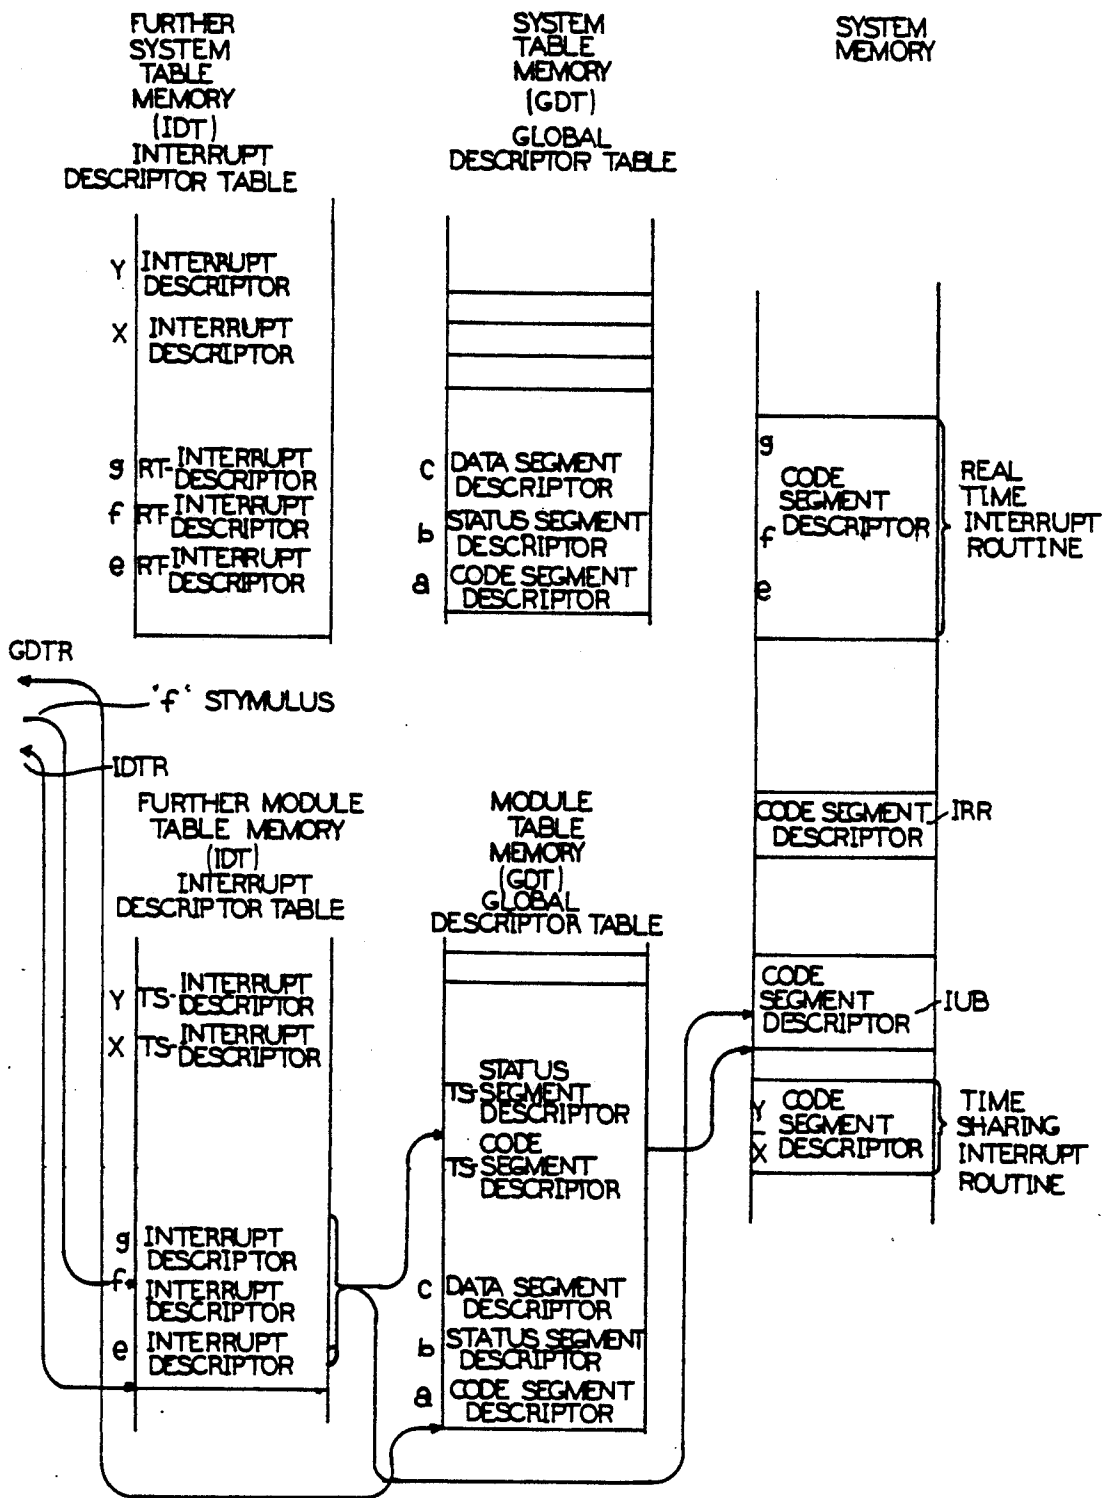 FURTHER
SYSTEM
TABLE
MEMORY
(IDT)
INTERRUPT
DESCRIPTOR TABLE
SYSTEM
TABLE
MEMORY
(GDT)
GLOBAL
DESCRIPTOR TABLE
SYSTEM
MEMORY
Y INTERRUPT
DESCRIPTOR
X INTERRUPT
DESCRIPTOR
g RT-INTERRUPT
DESCRIPTOR
f RT-INTERRUPT
DESCRIPTOR
e RT-INTERRUPT
DESCRIPTOR
c DATA SEGMENT
DESCRIPTOR
b STATUS SEGMENT
DESCRIPTOR
a CODE SEGMENT
DESCRIPTOR
g
CODE
SEGMENT
DESCRIPTOR
f
e
REAL
TIME
INTERRUPT
ROUTINE
GDTR
'f' STYMULUS
IDTR
FURTHER MODULE
TABLE MEMORY
(IDT)
INTERRUPT
DESCRIPTOR TABLE
MODULE
TABLE
MEMORY
(GDT)
GLOBAL
DESCRIPTOR TABLE
CODE SEGMENT
DESCRIPTOR
IRR
Y TS-INTERRUPT
DESCRIPTOR
X TS-INTERRUPT
DESCRIPTOR
CODE
SEGMENT
DESCRIPTOR
IUB
STATUS
TS-SEGMENT
DESCRIPTOR
CODE
TS-SEGMENT
DESCRIPTOR
Y CODE
SEGMENT
X DESCRIPTOR
TIME
SHARING
INTERRUPT
ROUTINE
g INTERRUPT
DESCRIPTOR
f INTERRUPT
DESCRIPTOR
e INTERRUPT
DESCRIPTOR
c DATA SEGMENT
DESCRIPTOR
b STATUS SEGMENT
DESCRIPTOR
a CODE SEGMENT
DESCRIPTOR